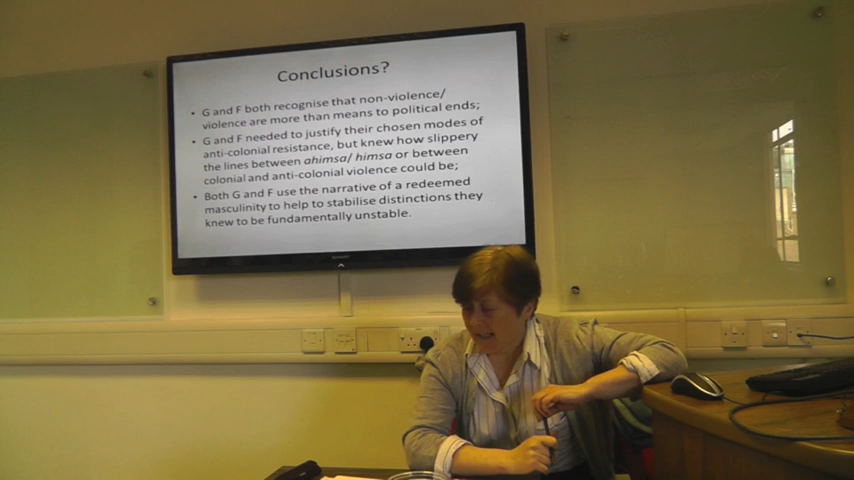 Conclusions?
• G and F both recognise that non-violence/
violence are more than means to political ends;
• G and F needed to justify their chosen modes of
anti-colonial resistance, but knew how slippery
the lines between ahimsa/ himsa or between
colonial and anti-colonial violence could be;
• Both G and F use the narrative of a redeemed
masculinity to help to stabilise distinctions they
knew to be fundamentally unstable.